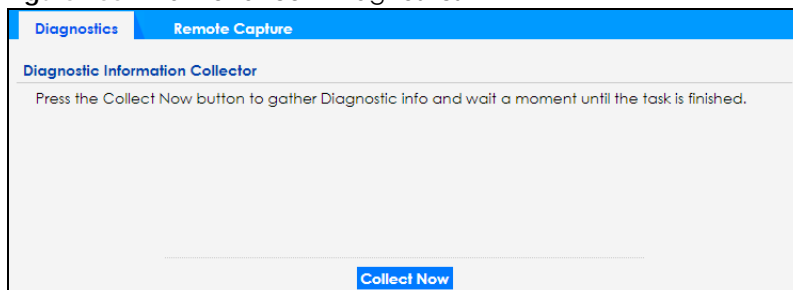 Diagnostics Remote Capture
Diagnostic Information Collector
Press the Collect Now button to gather Diagnostic info and wait a moment until the task is finished.
Collect Now